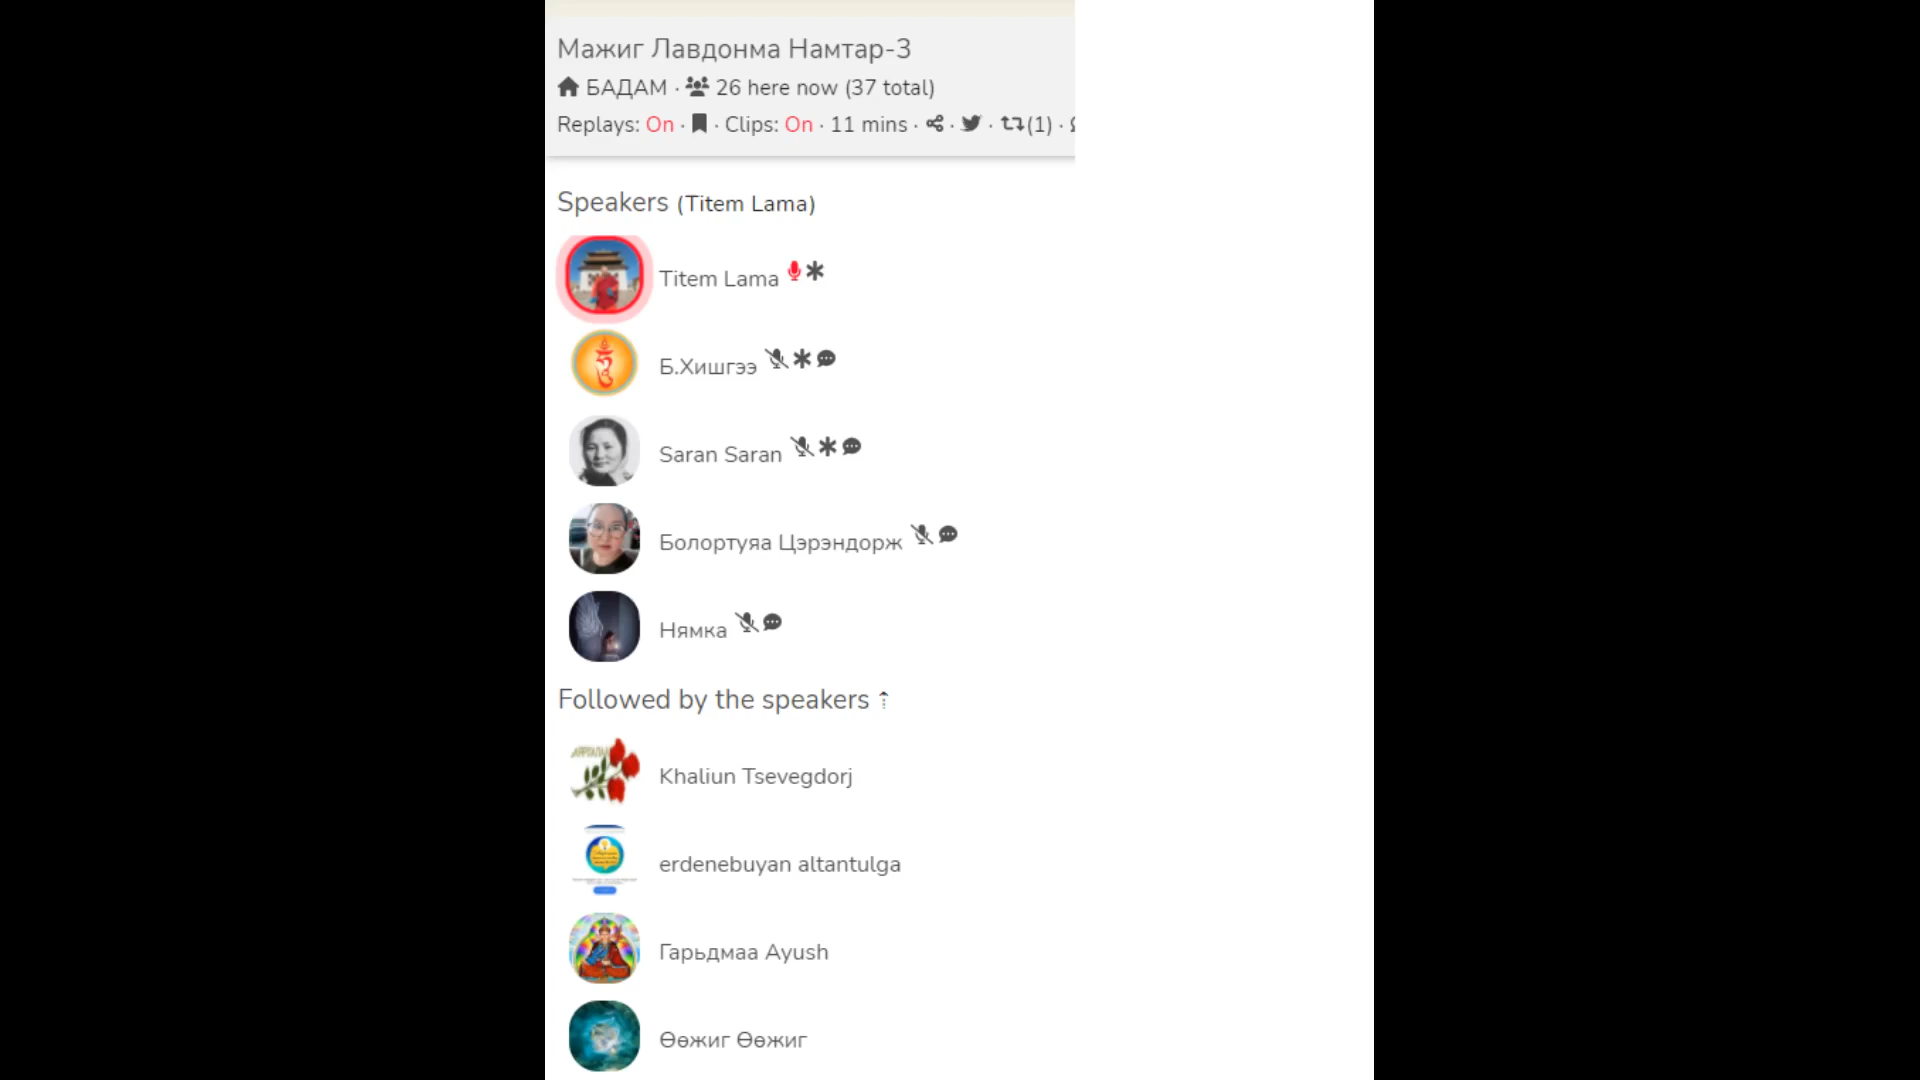 Мажиг Лавдонма Намтар-3
БАДАМ · 26 here now (37 total)
Replays: On · Clips: On · 11 mins · (1) ·
Speakers (Titem Lama)
Titem Lama
Б.Хишгээ
Saran Saran
Болортуяа Цэрэндорж
Нямка
Followed by the speakers
Khaliun Tsevegdorj
erdenebuyan altantulga
Гарьдмаа Ayush
Өөжиг Өөжиг